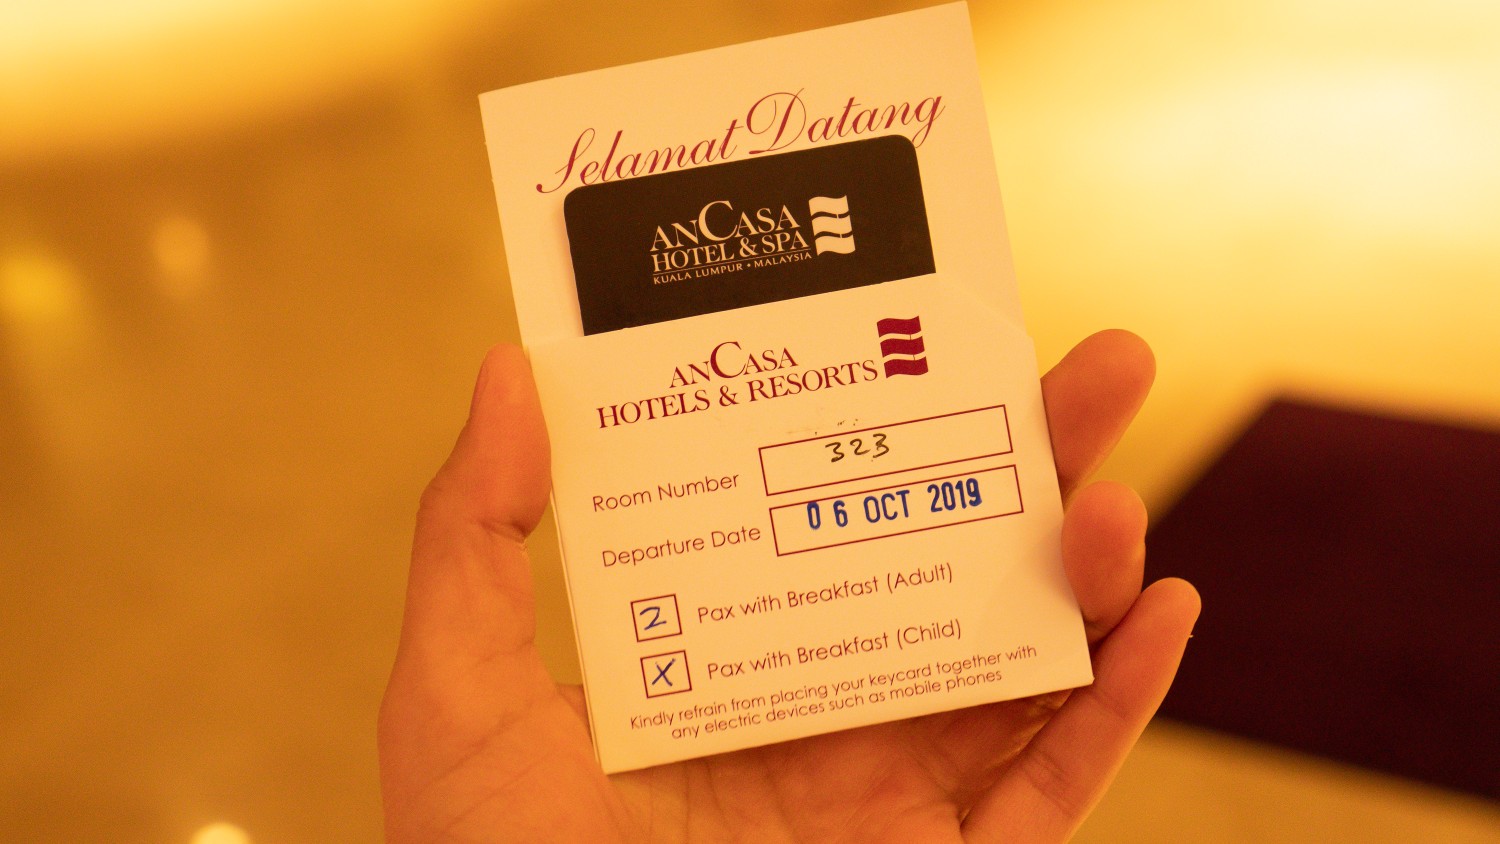 Selamat Datang
ANCASA
HOTEL & SPA
KUALA LUMPUR • MALAYSIA
ANCASA
HOTELS & RESORTS
Room Number 323
Departure Date 06 OCT 2019
2 Pax with Breakfast (Adult)
X Pax with Breakfast (Child)
Kindly refrain from placing your keycard together with
any electric devices such as mobile phones